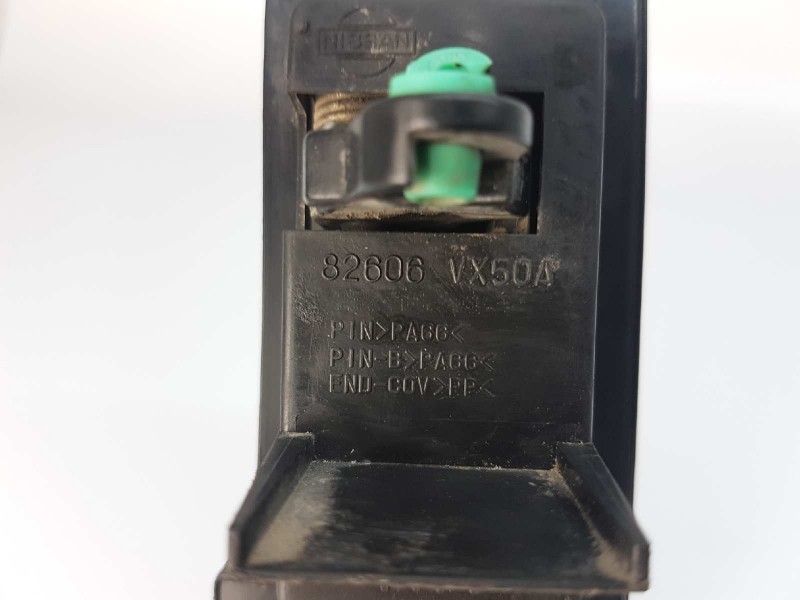 NISSAN
82606 VX50A
PIN>PA66<
PIN-B>PA66<
END-COV>PP<